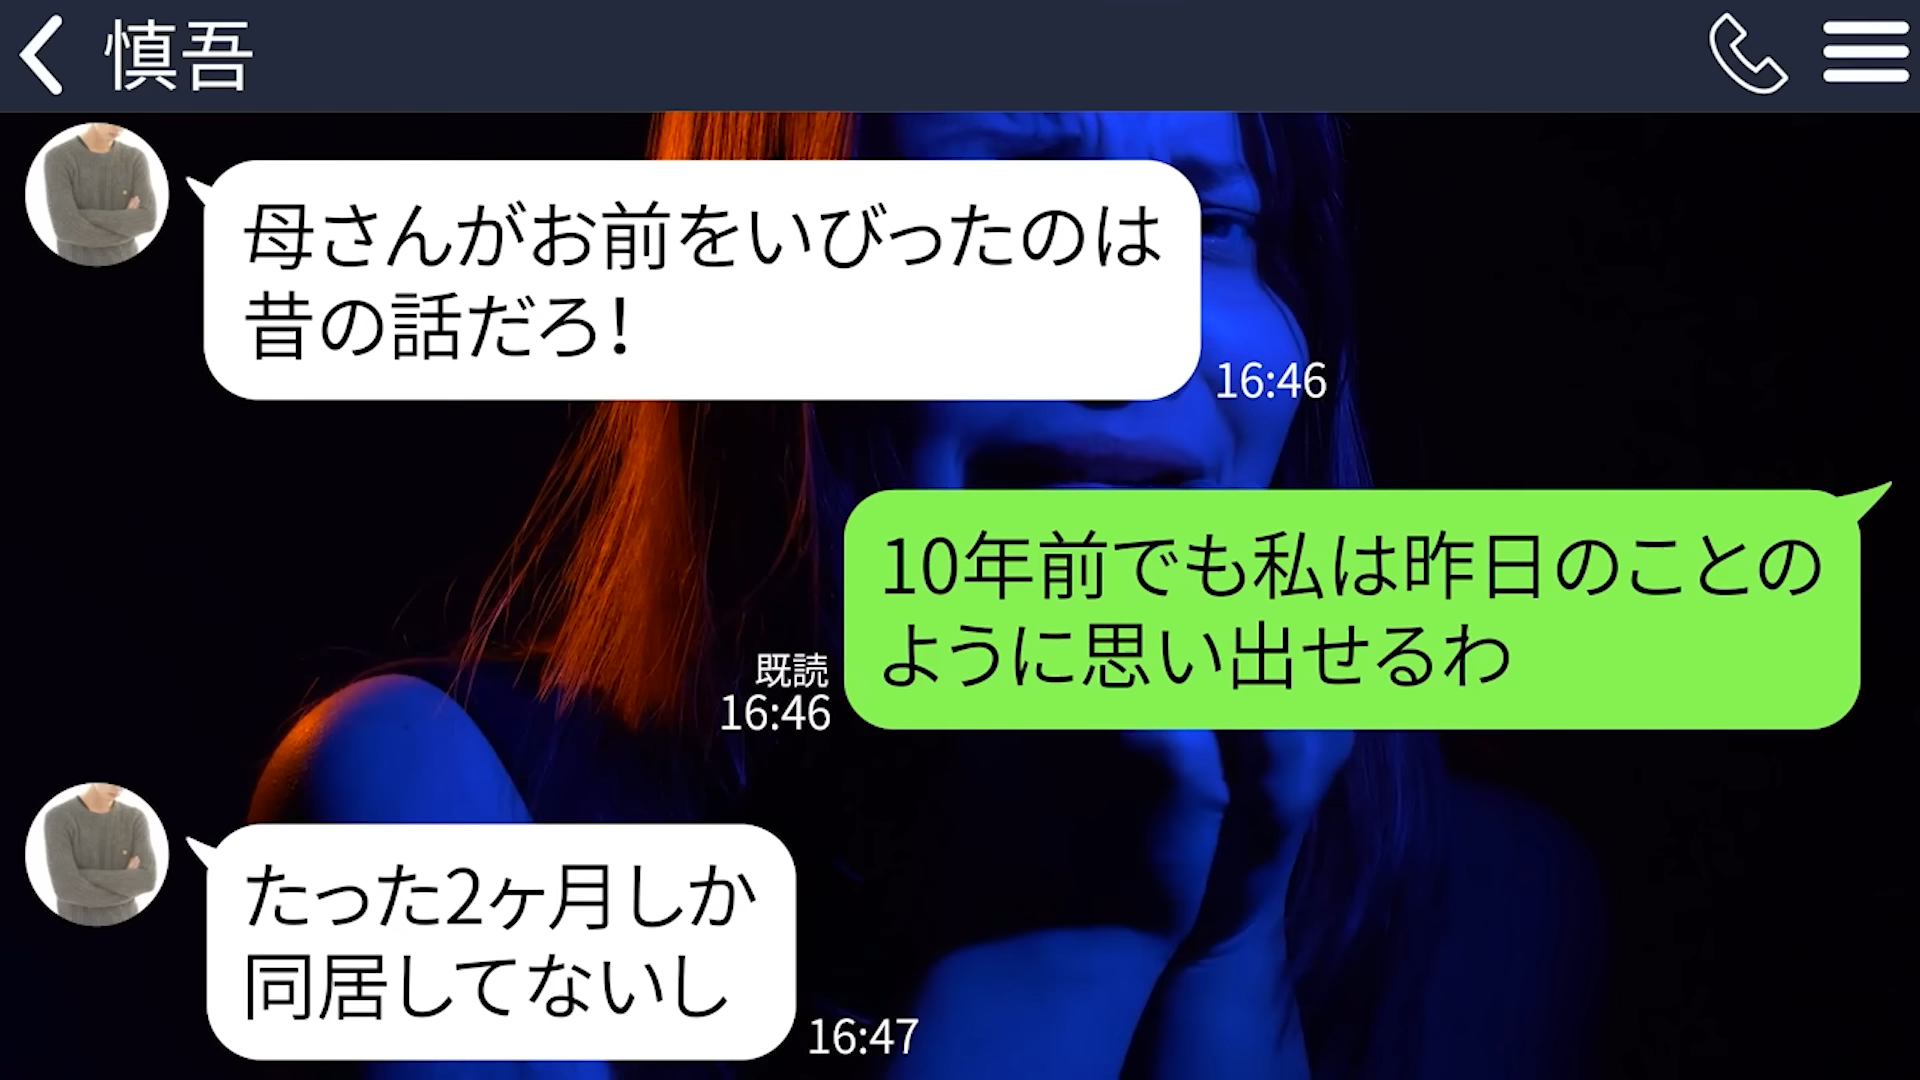 慎吾
母さんがお前をいびったのは
昔の話だろ！
16:46
10年前でも私は昨日のことの
ように思い出せるわ
既読
16:46
たった2ヶ月しか
同居してないし
16:47